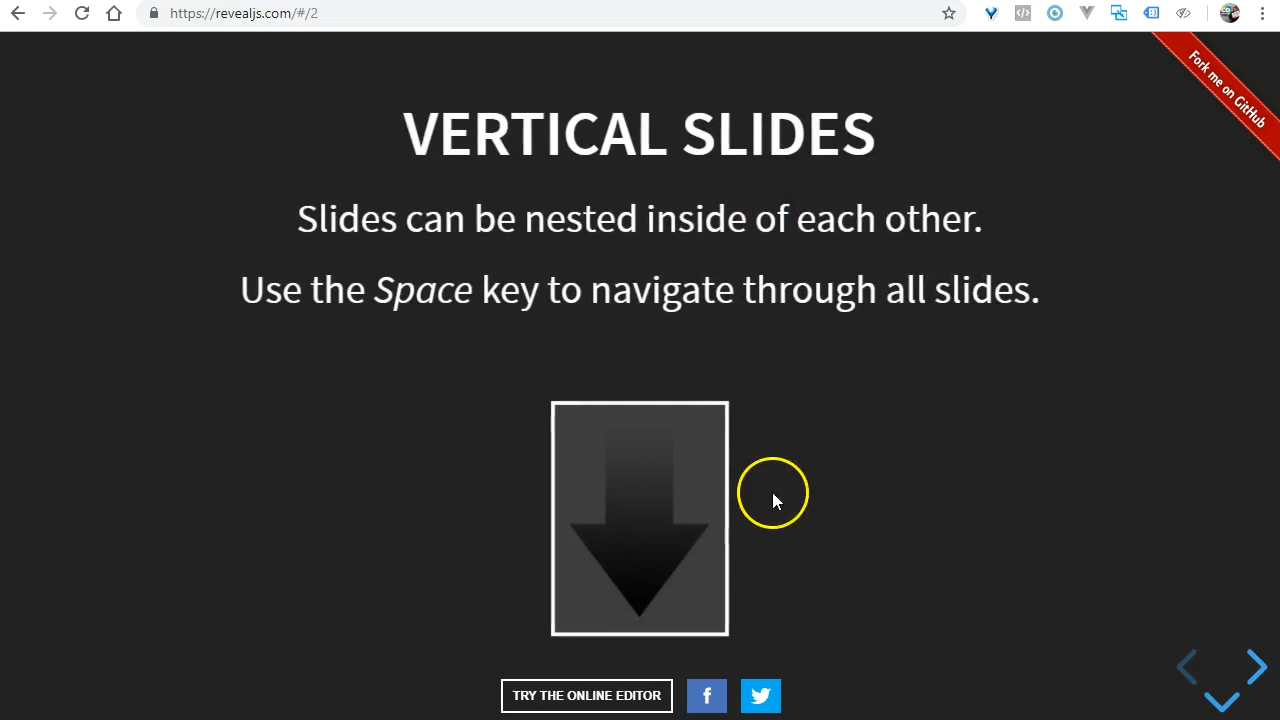 https://revealjs.com/#/2
Fork me on GitHub
VERTICAL SLIDES
Slides can be nested inside of each other.
Use the Space key to navigate through all slides.
TRY THE ONLINE EDITOR